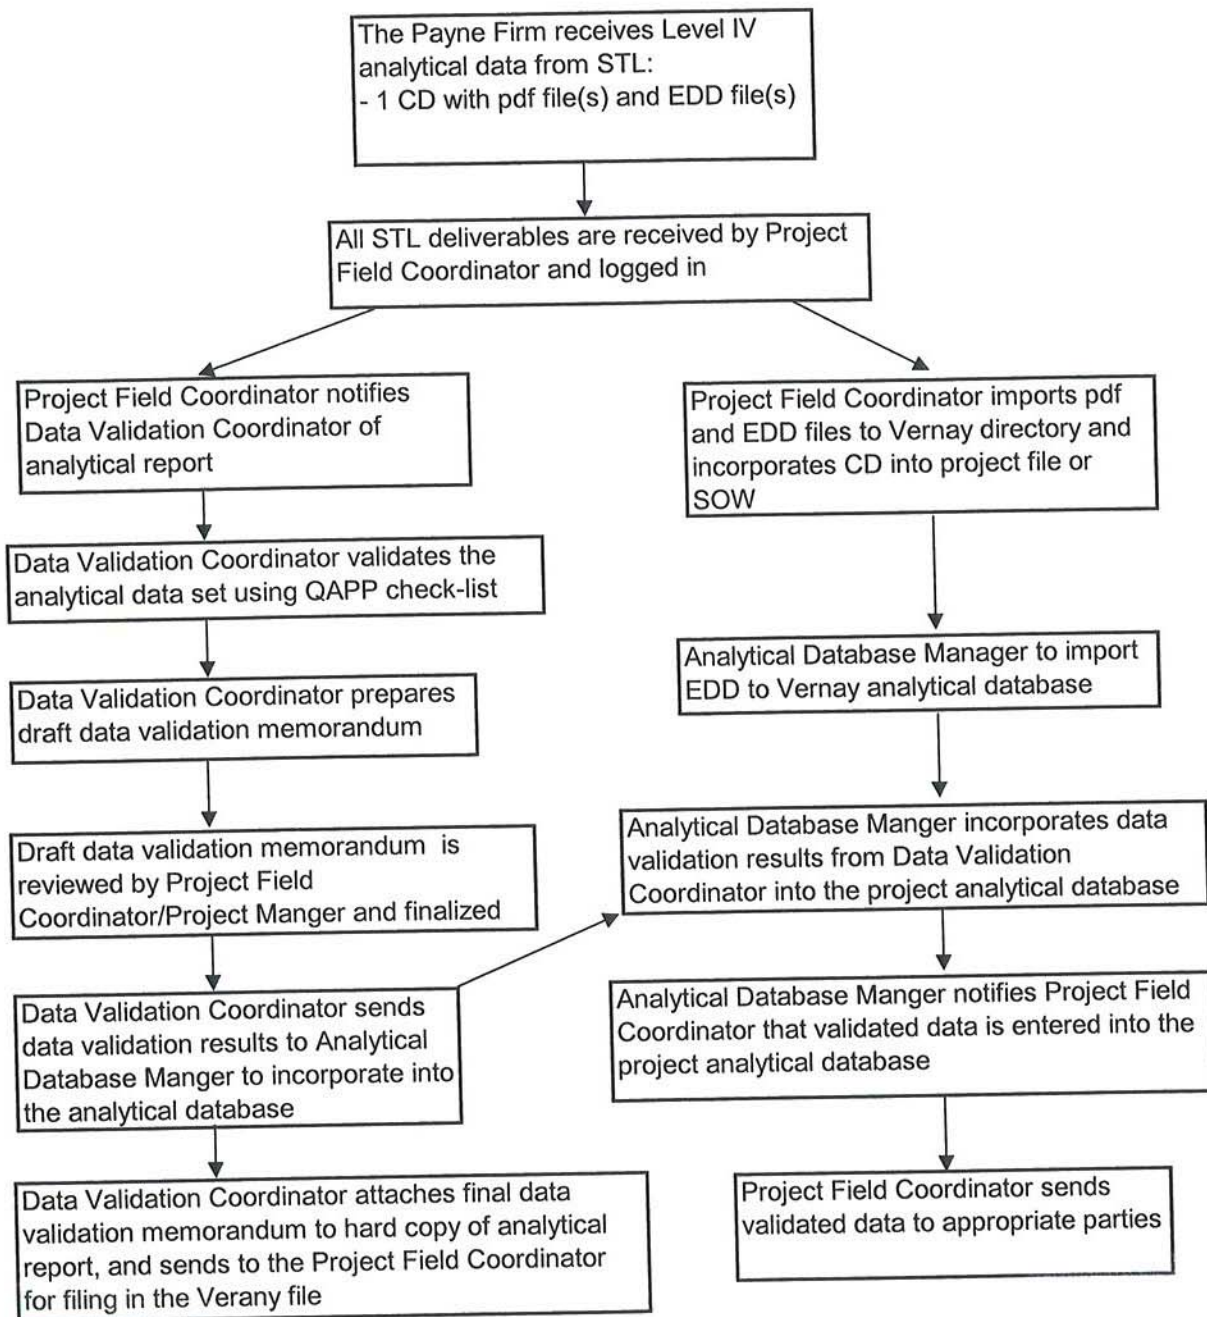 The Payne Firm receives Level IV
analytical data from STL:
- 1 CD with pdf file(s) and EDD file(s)
All STL deliverables are received by Project
Field Coordinator and logged in
Project Field Coordinator notifies
Data Validation Coordinator of
analytical report
Data Validation Coordinator validates the
analytical data set using QAPP check-list
Data Validation Coordinator prepares
draft data validation memorandum
Draft data validation memorandum is
reviewed by Project Field
Coordinator/Project Manger and finalized
Data Validation Coordinator sends
data validation results to Analytical
Database Manger to incorporate into
the analytical database
Data Validation Coordinator attaches final data
validation memorandum to hard copy of analytical
report, and sends to the Project Field Coordinator
for filing in the Verany file
Project Field Coordinator imports pdf
and EDD files to Vernay directory and
incorporates CD into project file or
SOW
Analytical Database Manager to import
EDD to Vernay analytical database
Analytical Database Manger incorporates data
validation results from Data Validation
Coordinator into the project analytical database
Analytical Database Manger notifies Project Field
Coordinator that validated data is entered into the
project analytical database
Project Field Coordinator sends
validated data to appropriate parties